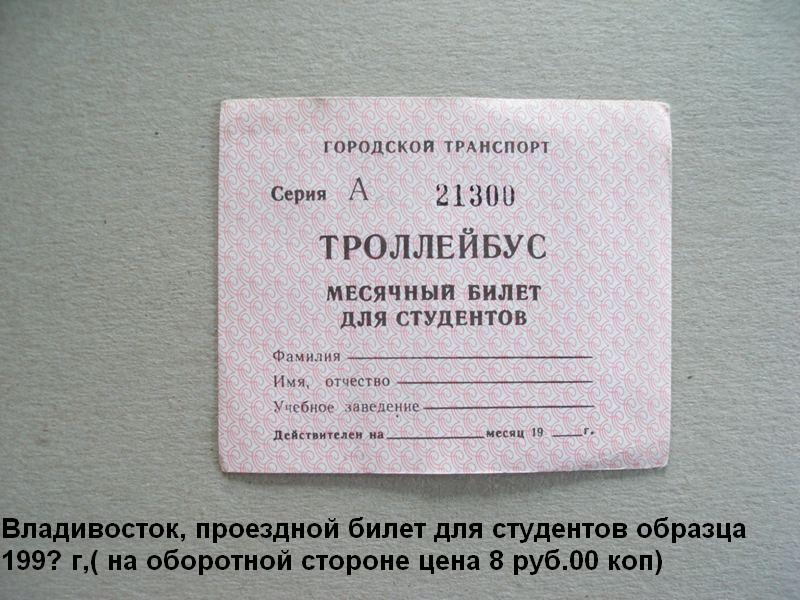 ГОРОДСКОЙ ТРАНСПОРТ
Серия А 21300
ТРОЛЛЕЙБУС
МЕСЯЧНЫЙ БИЛЕТ
ДЛЯ СТУДЕНТОВ
Фамилия
Имя, отчество
Учебное заведение
Действителен на месяц 19 г.
Владивосток, проездной билет для студентов образца
199? г,( на оборотной стороне цена 8 руб.00 коп)